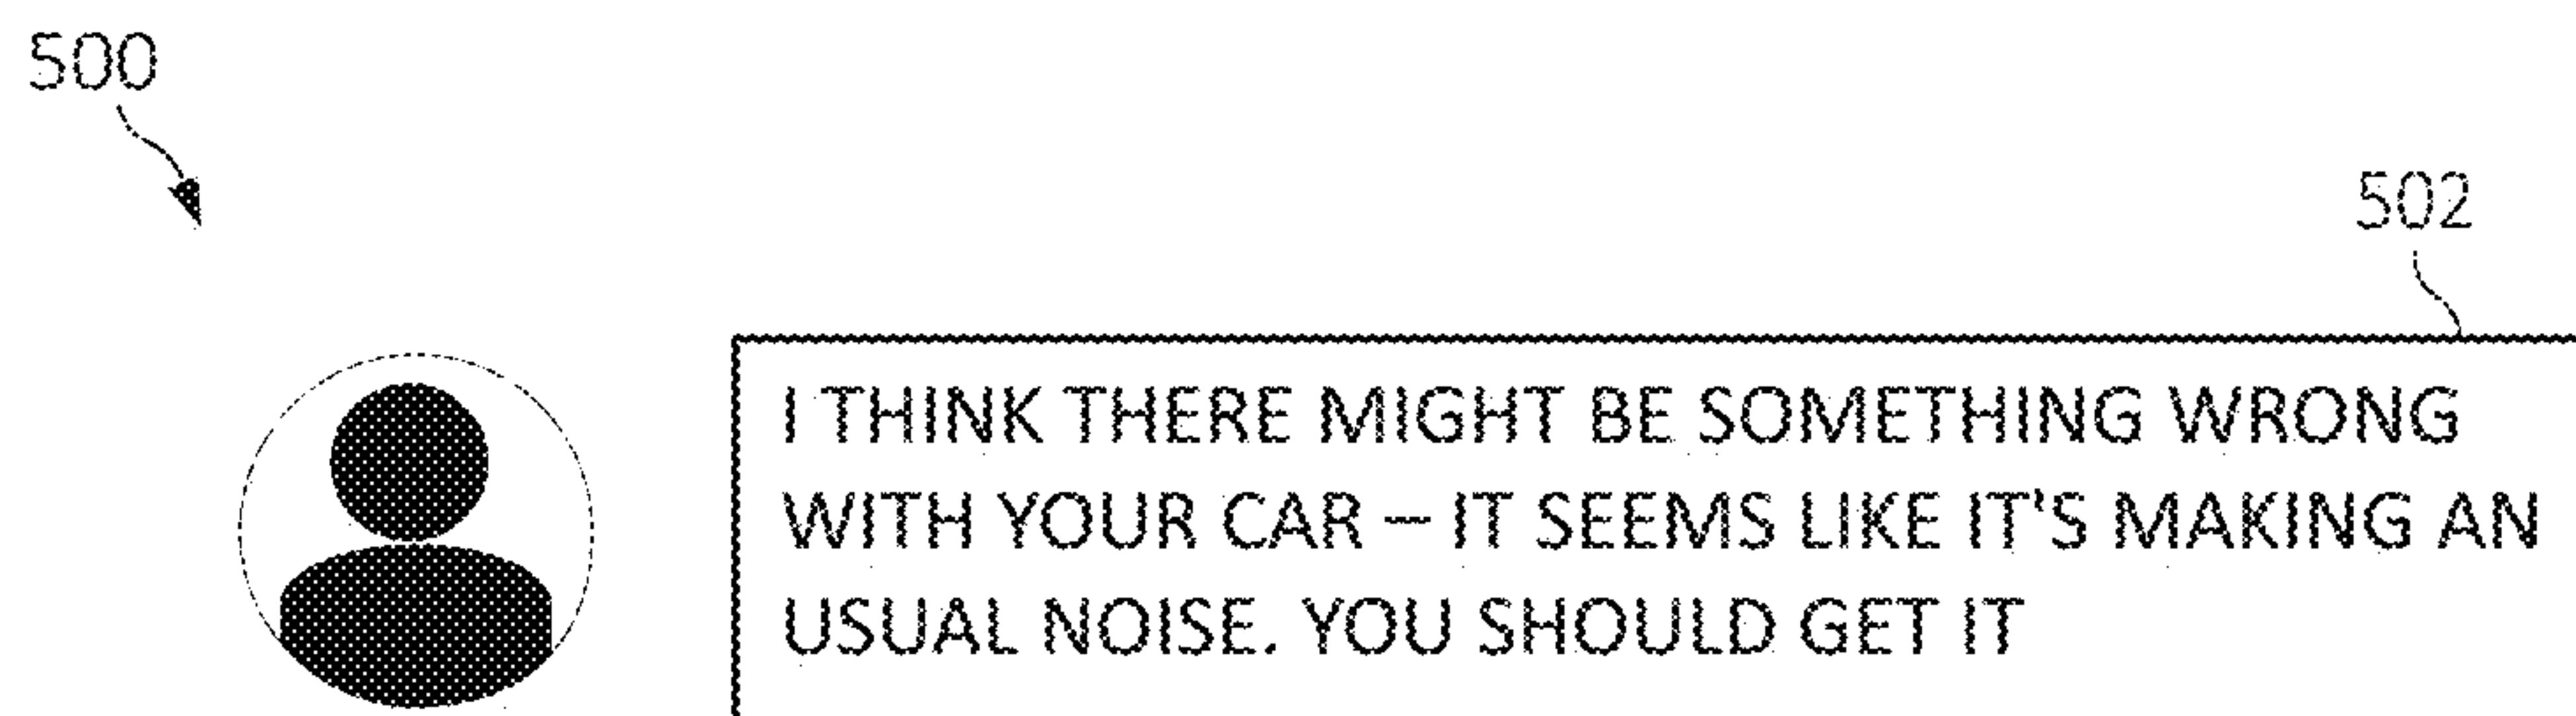 500
502
I THINK THERE MIGHT BE SOMETHING WRONG
WITH YOUR CAR – IT SEEMS LIKE IT'S MAKING AN
USUAL NOISE. YOU SHOULD GET IT